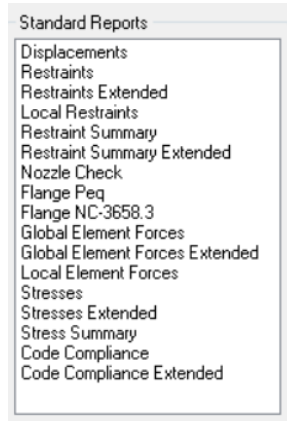 Standard Reports
Displacements
Restraints
Restraints Extended
Local Restraints
Restraint Summary
Restraint Summary Extended
Nozzle Check
Flange Peq
Flange NC-3658.3
Global Element Forces
Global Element Forces Extended
Local Element Forces
Stresses
Stresses Extended
Stress Summary
Code Compliance
Code Compliance Extended